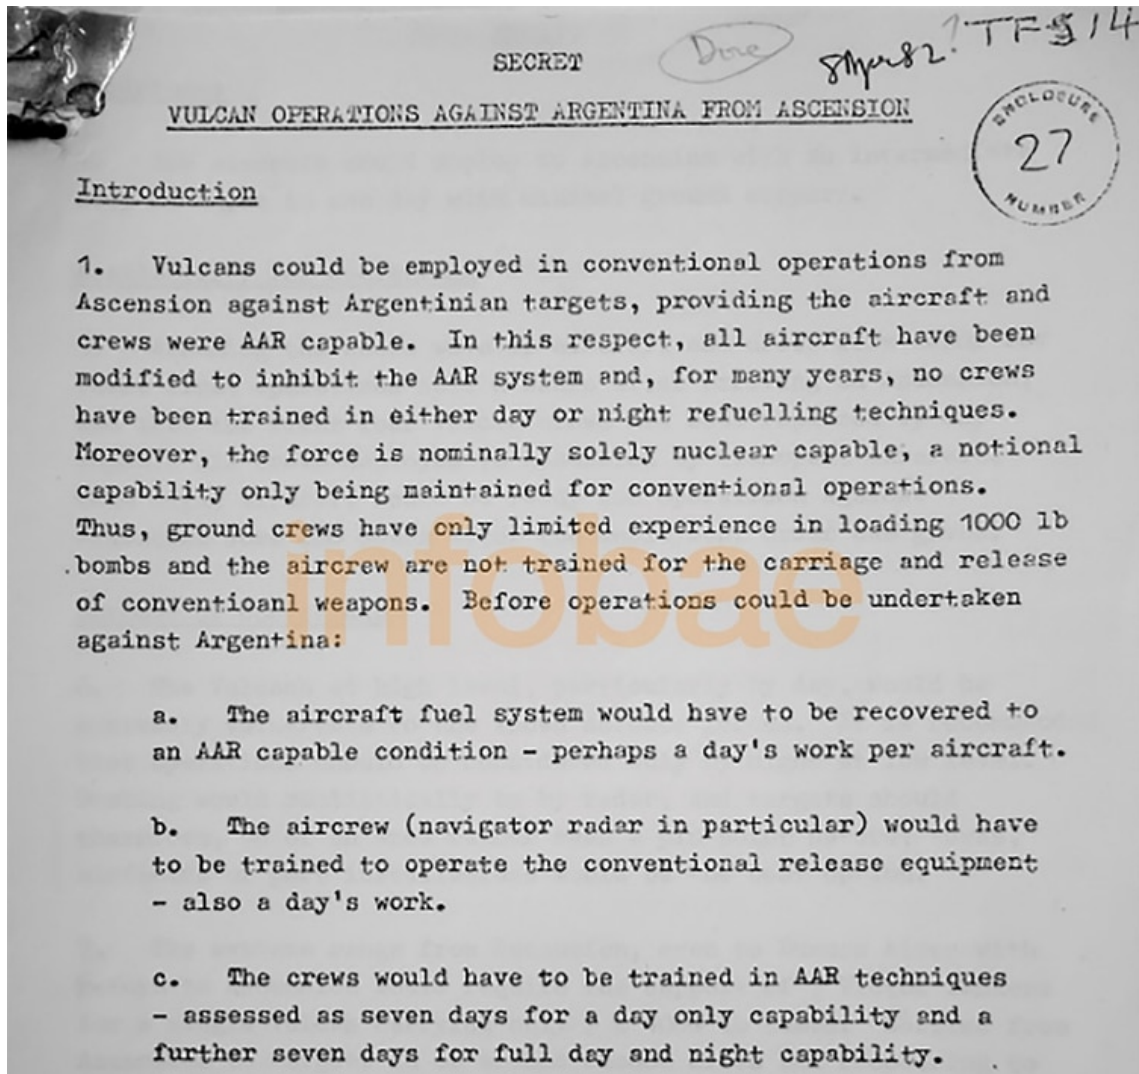 SECRET
Done
8 Apr 82? TFS 14
VULCAN OPERATIONS AGAINST ARGENTINA FROM ASCENSION
ENCLOSURE
27
NUMBER
Introduction
1. Vulcans could be employed in conventional operations from
Ascension against Argentinian targets, providing the aircraft and
crews were AAR capable. In this respect, all aircraft have been
modified to inhibit the AAR system and, for many years, no crews
have been trained in either day or night refuelling techniques.
Moreover, the force is nominally solely nuclear capable, a notional
capability only being maintained for conventional operations.
Thus, ground crews have only limited experience in loading 1000 lb
bombs and the aircrew are not trained for the carriage and release
of conventioanl weapons. Before operations could be undertaken
against Argentina:
infobae
a. The aircraft fuel system would have to be recovered to
an AAR capable condition - perhaps a day's work per aircraft.
b. The aircrew (navigator radar in particular) would have
to be trained to operate the conventional release equipment
- also a day's work.
c. The crews would have to be trained in AAR techniques
- assessed as seven days for a day only capability and a
further seven days for full day and night capability.